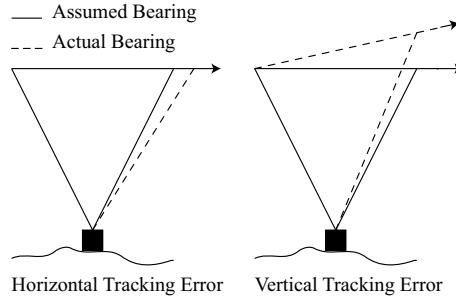 Assumed Bearing
Actual Bearing
Horizontal Tracking Error
Vertical Tracking Error